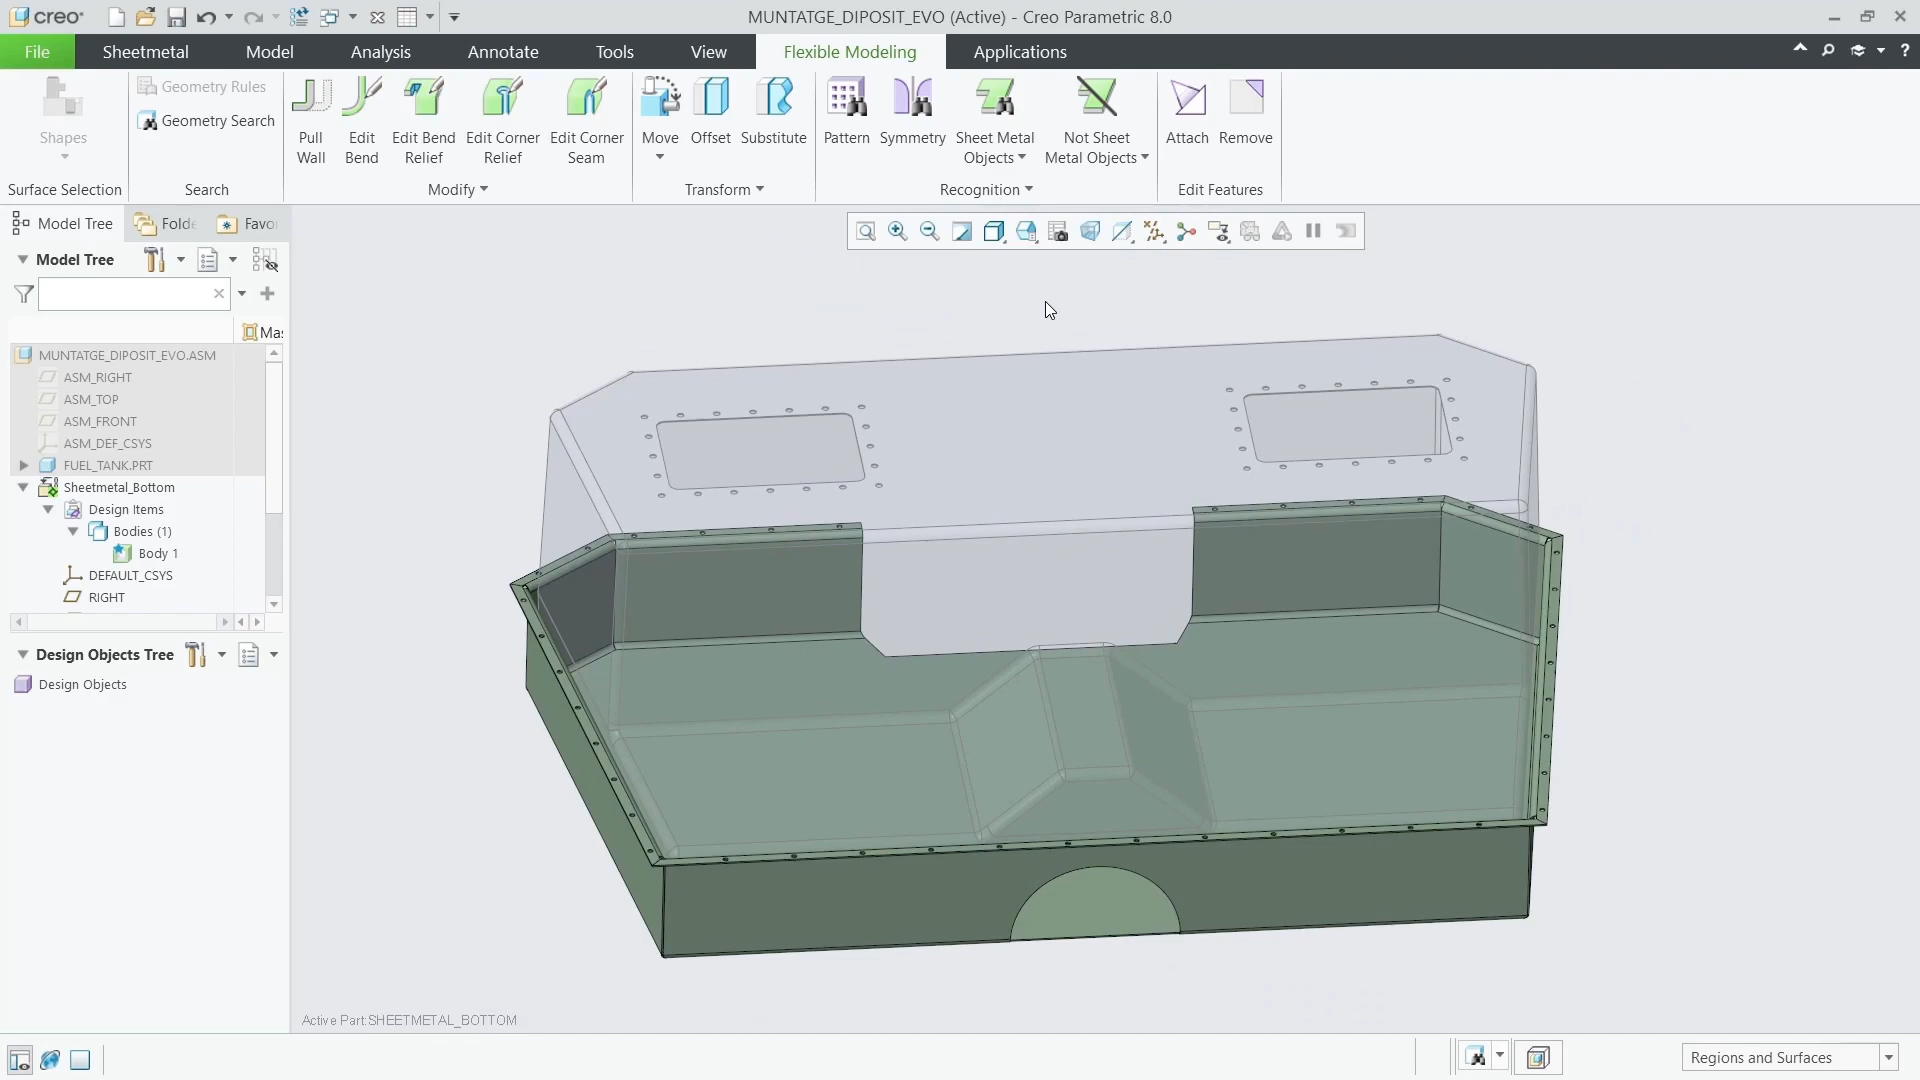 creo
MUNTATGE_DIPOSIT_EVO (Active) - Creo Parametric 8.0
File
Sheetmetal
Model
Analysis
Annotate
Tools
View
Flexible Modeling
Applications
?
Shapes
Surface Selection
Geometry Rules
Geometry Search
Search
Pull Wall
Edit Bend
Edit Bend Relief
Edit Corner Relief
Edit Corner Seam
Modify
Move
Offset
Substitute
Transform
Pattern
Symmetry
Sheet Metal Objects
Not Sheet Metal Objects
Recognition
Attach
Remove
Edit Features
Model Tree
Folde
Favo
Model Tree
Mas
MUNTATGE_DIPOSIT_EVO.ASM
ASM_RIGHT
ASM_TOP
ASM_FRONT
ASM_DEF_CSYS
FUEL_TANK.PRT
Sheetmetal_Bottom
Design Items
Bodies (1)
Body 1
DEFAULT_CSYS
RIGHT
Design Objects Tree
Design Objects
Active Part:SHEETMETAL_BOTTOM
Regions and Surfaces